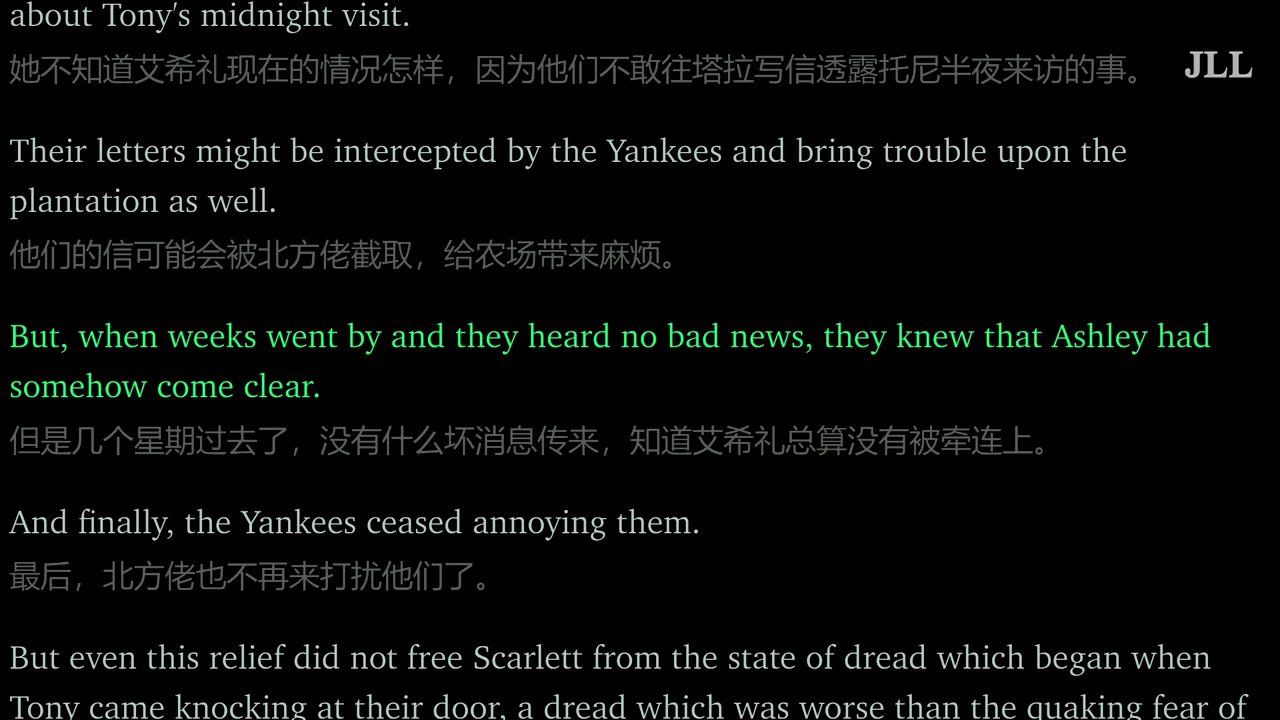 about Tony's midnight visit.
她不知道艾希礼现在的情况怎样，因为他们不敢往塔拉写信透露托尼半夜来访的事。
JLL
Their letters might be intercepted by the Yankees and bring trouble upon the
plantation as well.
他们的信可能会被北方佬截取，给农场带来麻烦。
But, when weeks went by and they heard no bad news, they knew that Ashley had
somehow come clear.
但是几个星期过去了，没有什么坏消息传来，知道艾希礼总算没有被牵连上。
And finally, the Yankees ceased annoying them.
最后，北方佬也不再来打扰他们了。
But even this relief did not free Scarlett from the state of dread which began when
Tony came knocking at their door, a dread which was worse than the quaking fear of